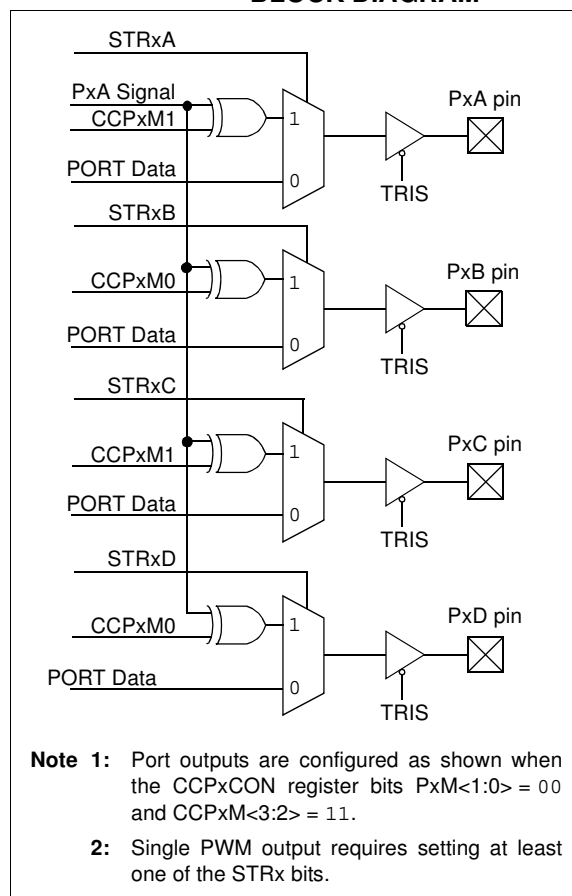 BLOCK DIAGRAM
STRxA
PxA Signal
CCPxM1
1
PxA pin
PORT Data
0
TRIS
STRxB
CCPxM0
1
PxB pin
PORT Data
0
TRIS
STRxC
CCPxM1
1
PxC pin
PORT Data
0
TRIS
STRxD
CCPxM0
1
PxD pin
PORT Data
0
TRIS
Note 1: Port outputs are configured as shown when
the CCPxCON register bits PxM<1:0> = 00
and CCPxM<3:2> = 11.
2: Single PWM output requires setting at least
one of the STRx bits.